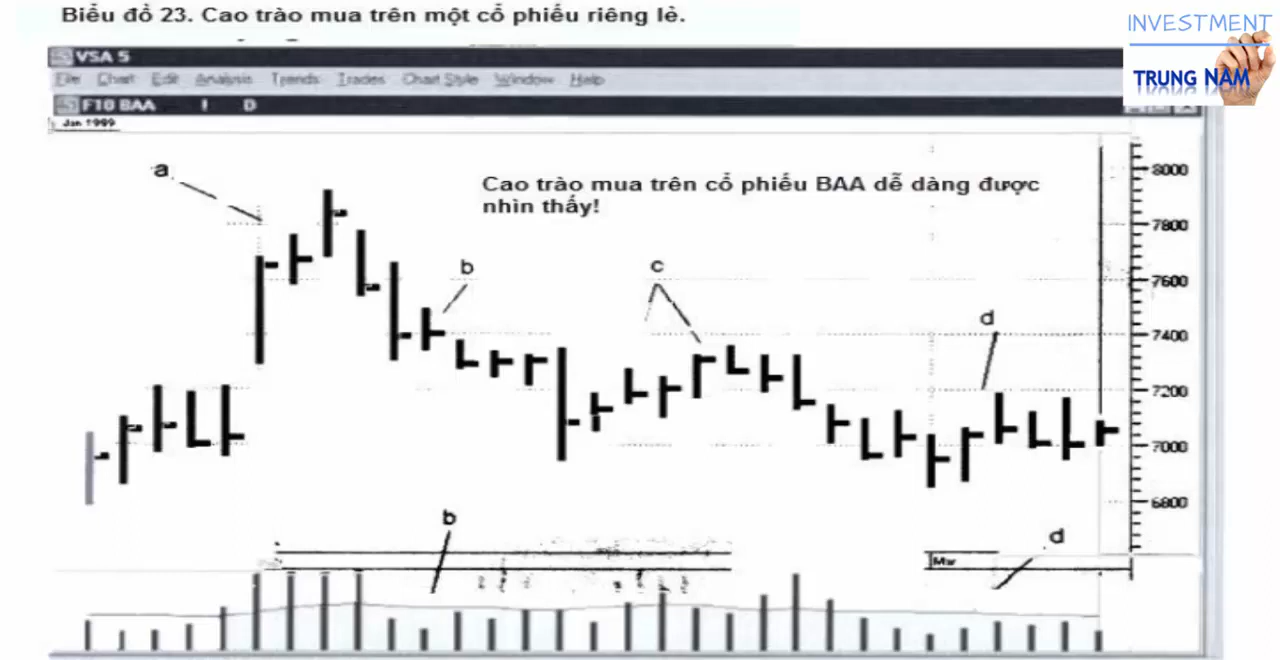 Biểu đồ 23. Cao trào mua trên một cổ phiếu riêng lẻ.
INVESTMENT
TRUNG NAM
VSA 5
File Chart Edit Analysis Trends Trades Chart Style Window Help
F10 BAA I D
Jan 1999
a
Cao trào mua trên cổ phiếu BAA dễ dàng được
nhìn thấy!
b
c
d
8000
7800
7600
7400
7200
7000
6800
b
d
Mar